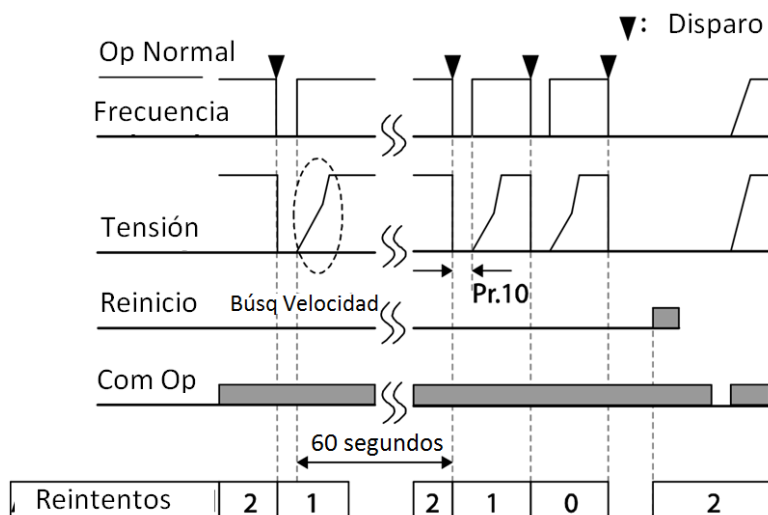 ▼: Disparo
Op Normal
Frecuencia
Tensión
Pr.10
Reinicio
Búsq Velocidad
Com Op
60 segundos
Reintentos 2 1 2 1 0 2